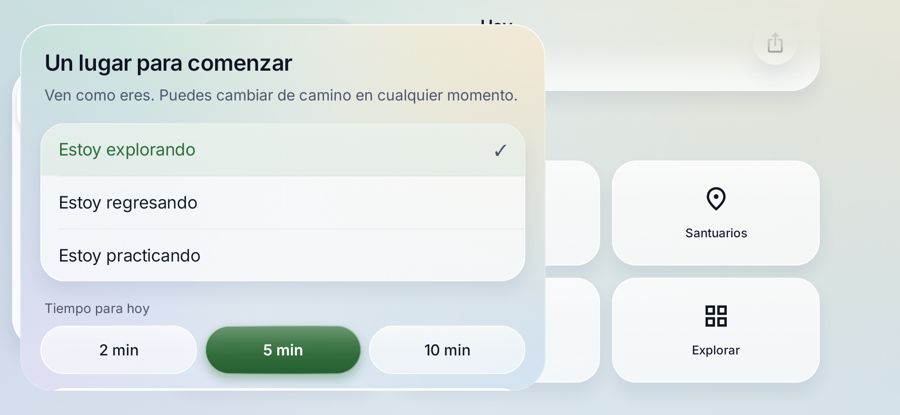 Hoy
Un lugar para comenzar
Ven como eres. Puedes cambiar de camino en cualquier momento.
Estoy explorando
Estoy regresando
Estoy practicando
Tiempo para hoy
2 min
5 min
10 min
Santuarios
Explorar